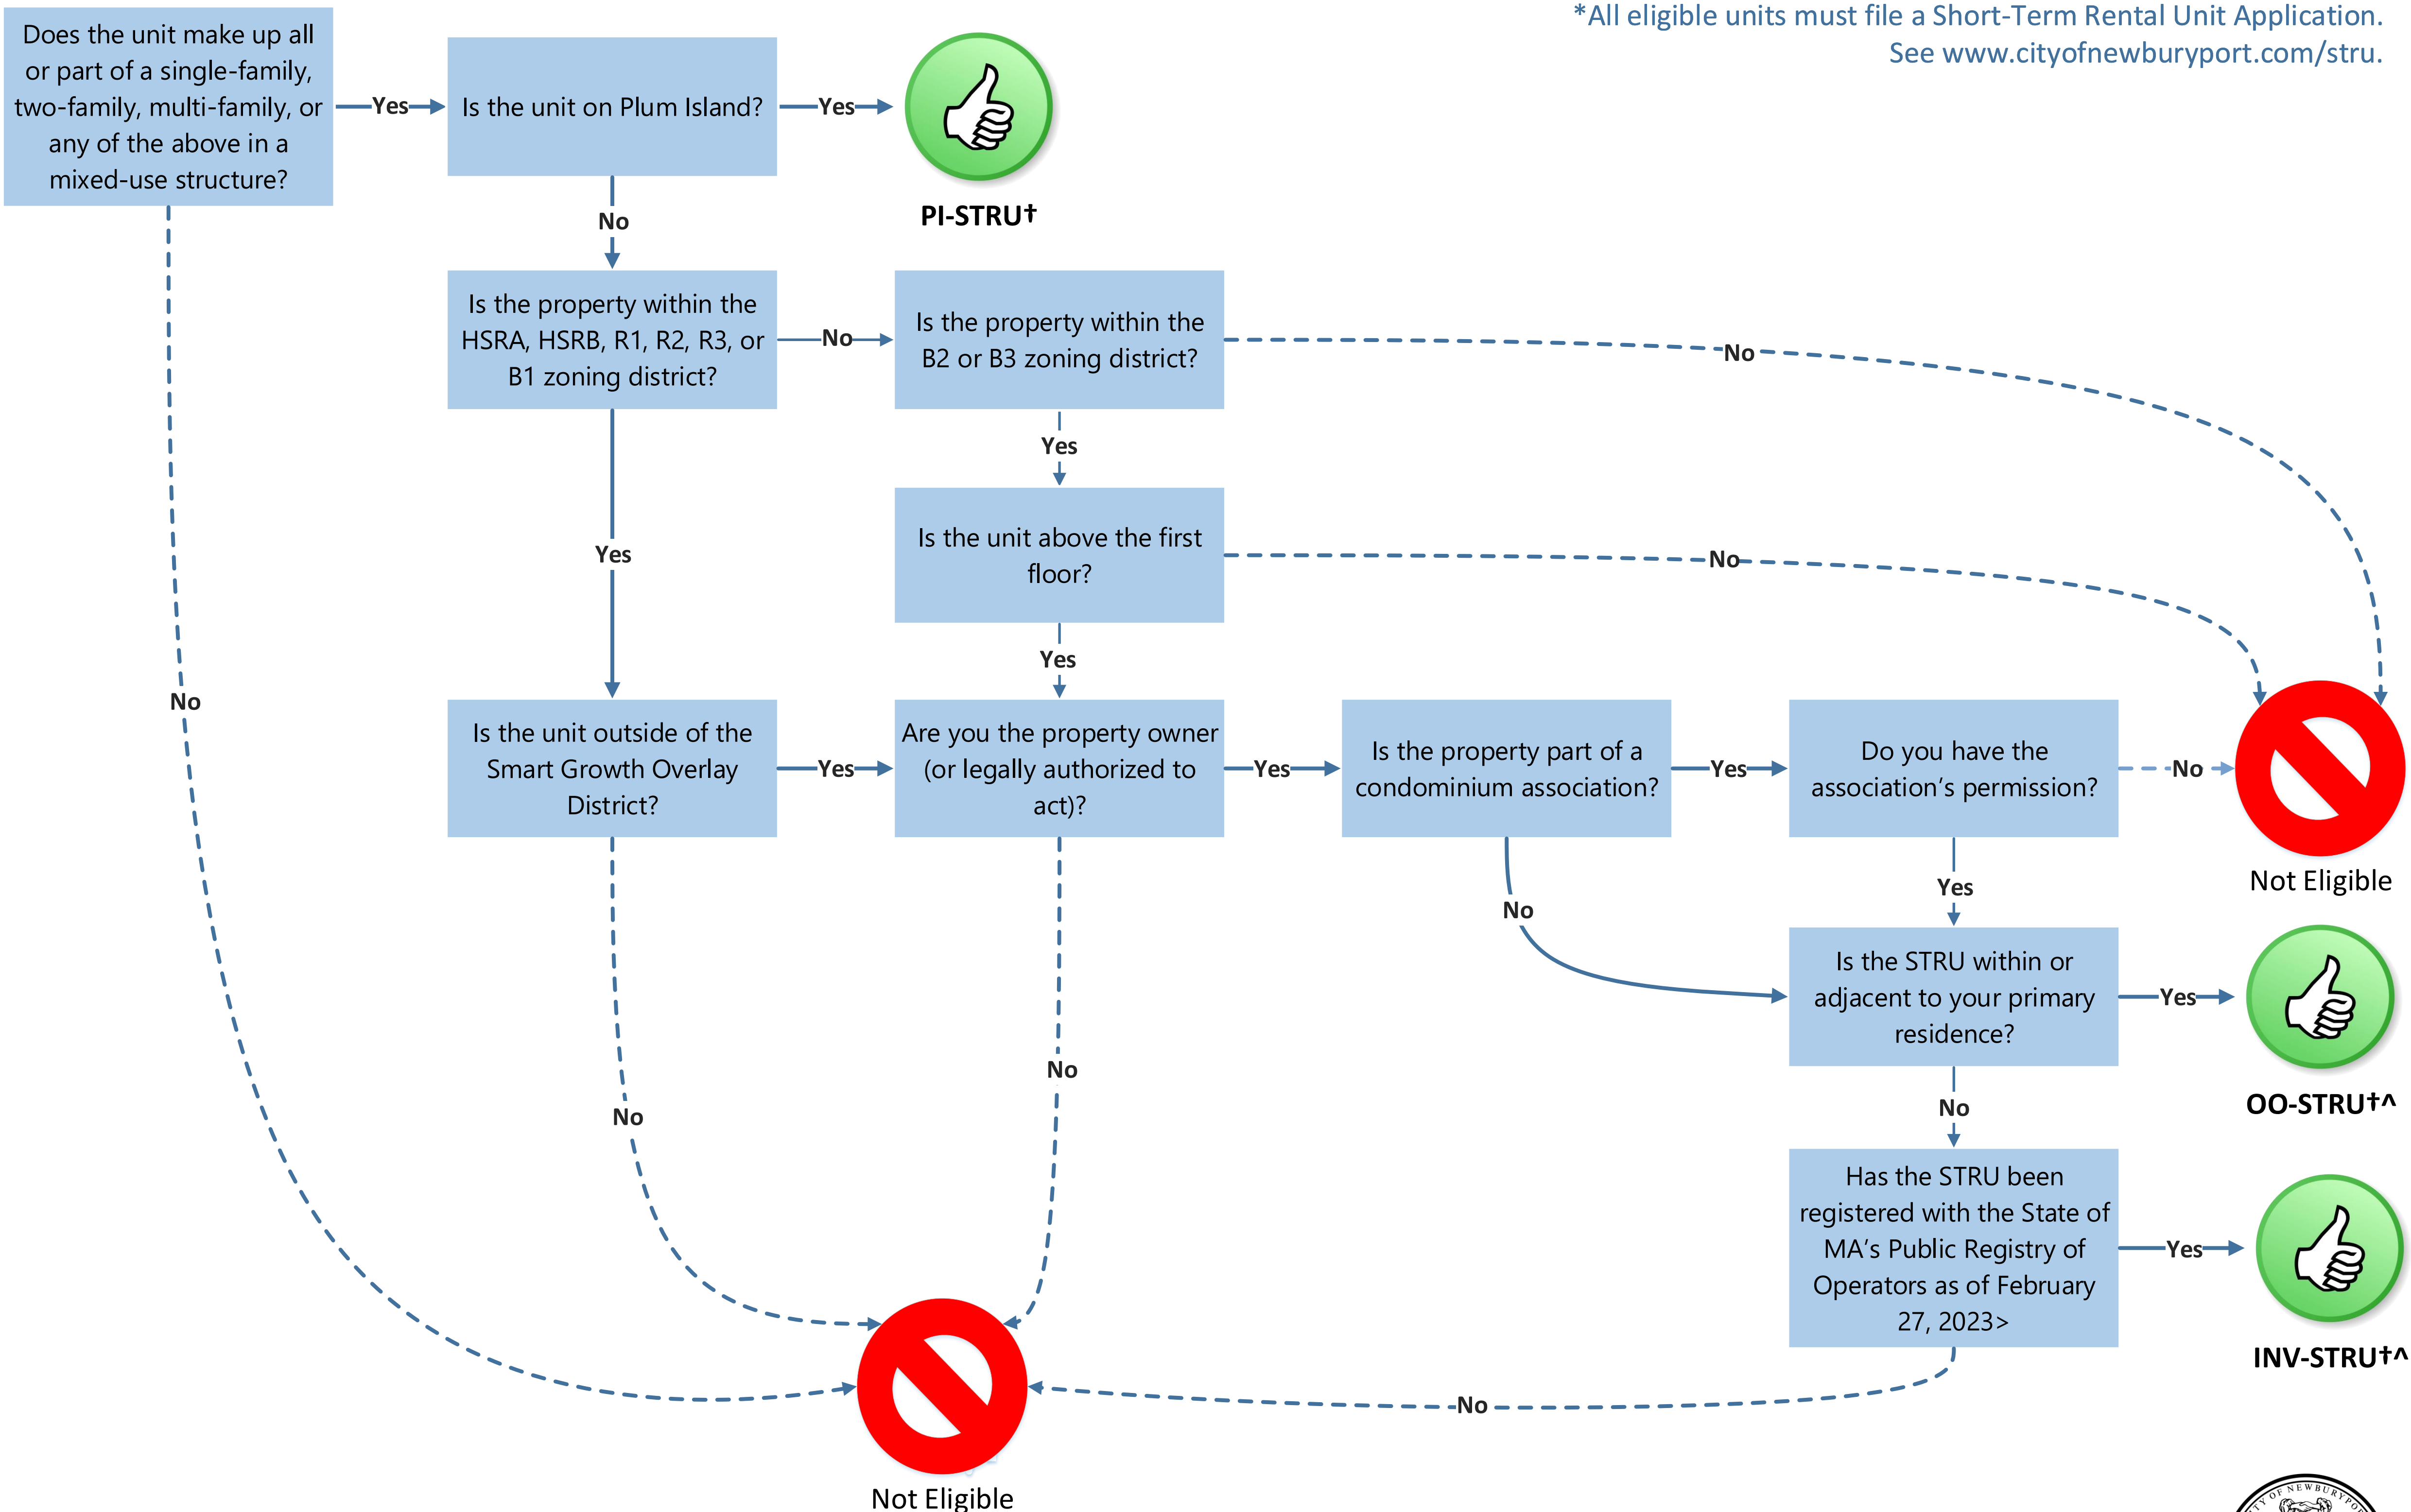 *All eligible units must file a Short-Term Rental Unit Application.
See www.cityofnewburyport.com/stru.
Does the unit make up all
or part of a single-family,
two-family, multi-family, or
any of the above in a
mixed-use structure?
Yes
Is the unit on Plum Island?
Yes
PI-STRU†
No
Is the property within the
HSRA, HSRB, R1, R2, R3, or
B1 zoning district?
No
Is the property within the
B2 or B3 zoning district?
No
Yes
Is the unit above the first
floor?
No
Yes
Yes
No
Is the unit outside of the
Smart Growth Overlay
District?
Yes
Are you the property owner
(or legally authorized to
act)?
Yes
Is the property part of a
condominium association?
Yes
Do you have the
association's permission?
No
Not Eligible
Yes
No
Is the STRU within or
adjacent to your primary
residence?
Yes
OO-STRU†^
No
No
No
Has the STRU been
registered with the State of
MA's Public Registry of
Operators as of February
27, 2023>
Yes
INV-STRU†^
No
Not Eligible
CITY OF NEWBURYPORT